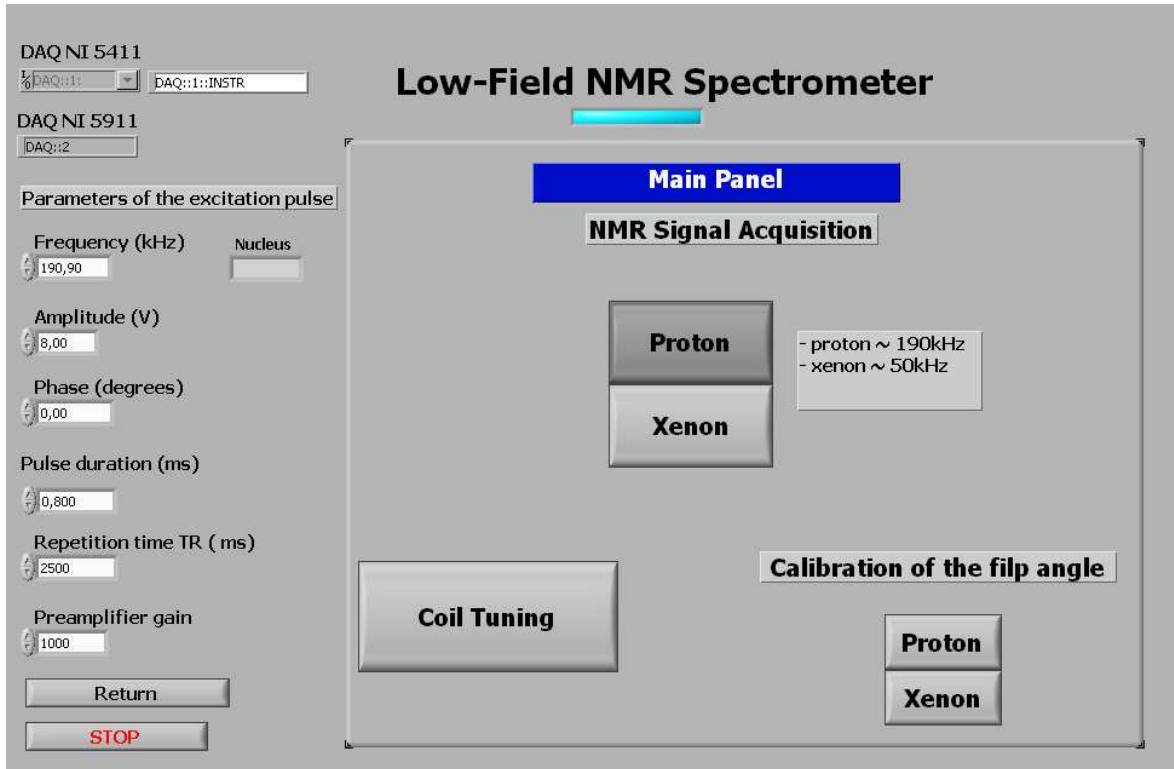 DAQ NI 5411
I/O DAQ::1: DAQ::1::INSTR
DAQ NI 5911
DAQ::2
Parameters of the excitation pulse
Frequency (kHz) Nucleus
190,90
Amplitude (V)
8,00
Phase (degrees)
0,00
Pulse duration (ms)
0,800
Repetition time TR ( ms)
2500
Preamplifier gain
1000
Return
STOP
Low-Field NMR Spectrometer
Main Panel
NMR Signal Acquisition
Proton
Xenon
- proton ~ 190kHz
- xenon ~ 50kHz
Coil Tuning
Calibration of the filp angle
Proton
Xenon